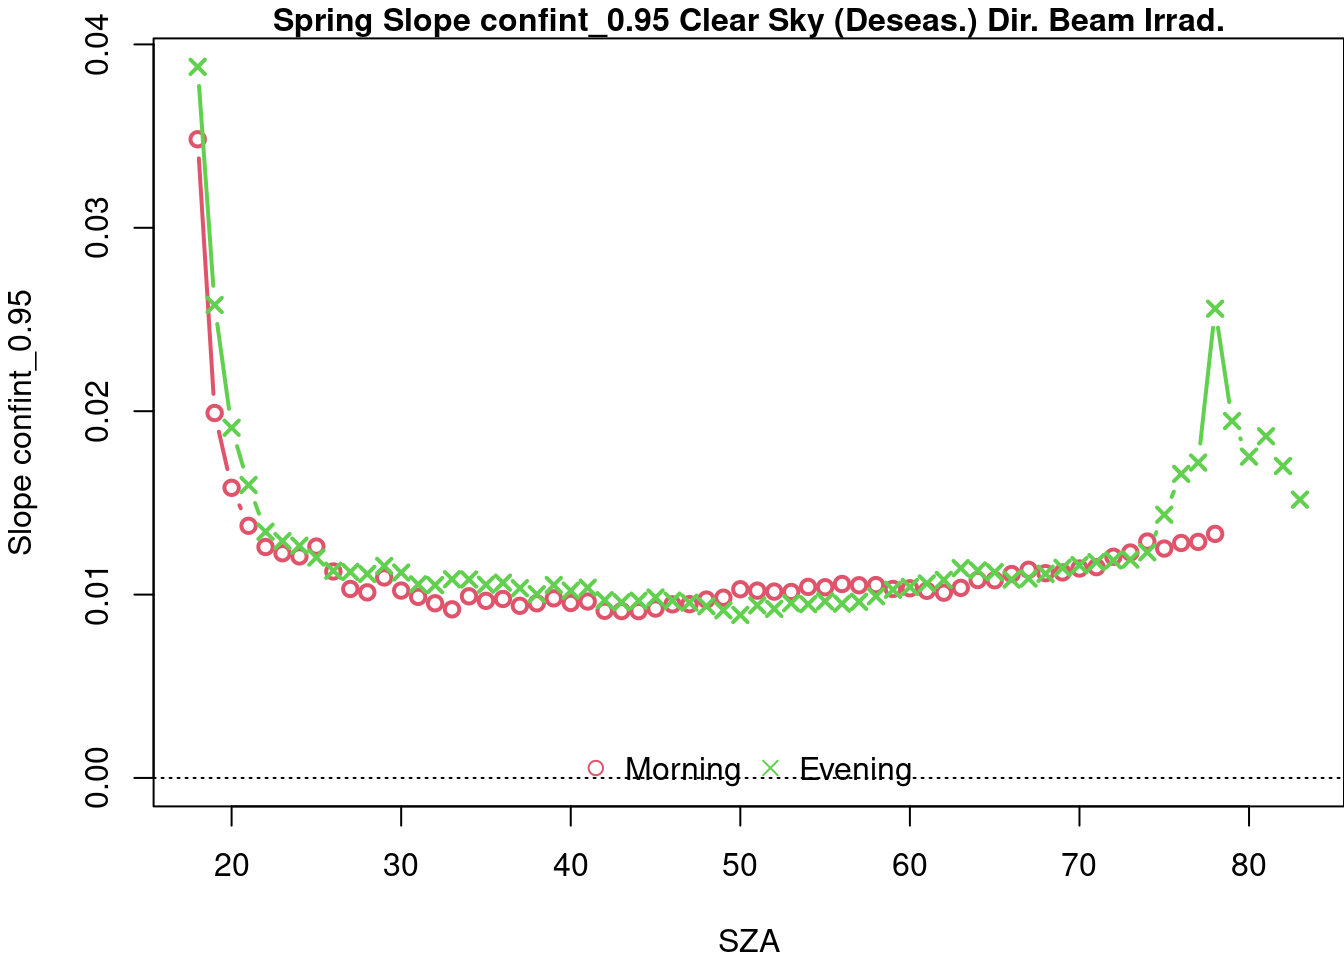 Spring Slope confint_0.95 Clear Sky (Deseas.) Dir. Beam Irrad.
Slope confint_0.95
0.04
0.03
0.02
0.01
0.00
Morning Evening
20 30 40 50 60 70 80
SZA